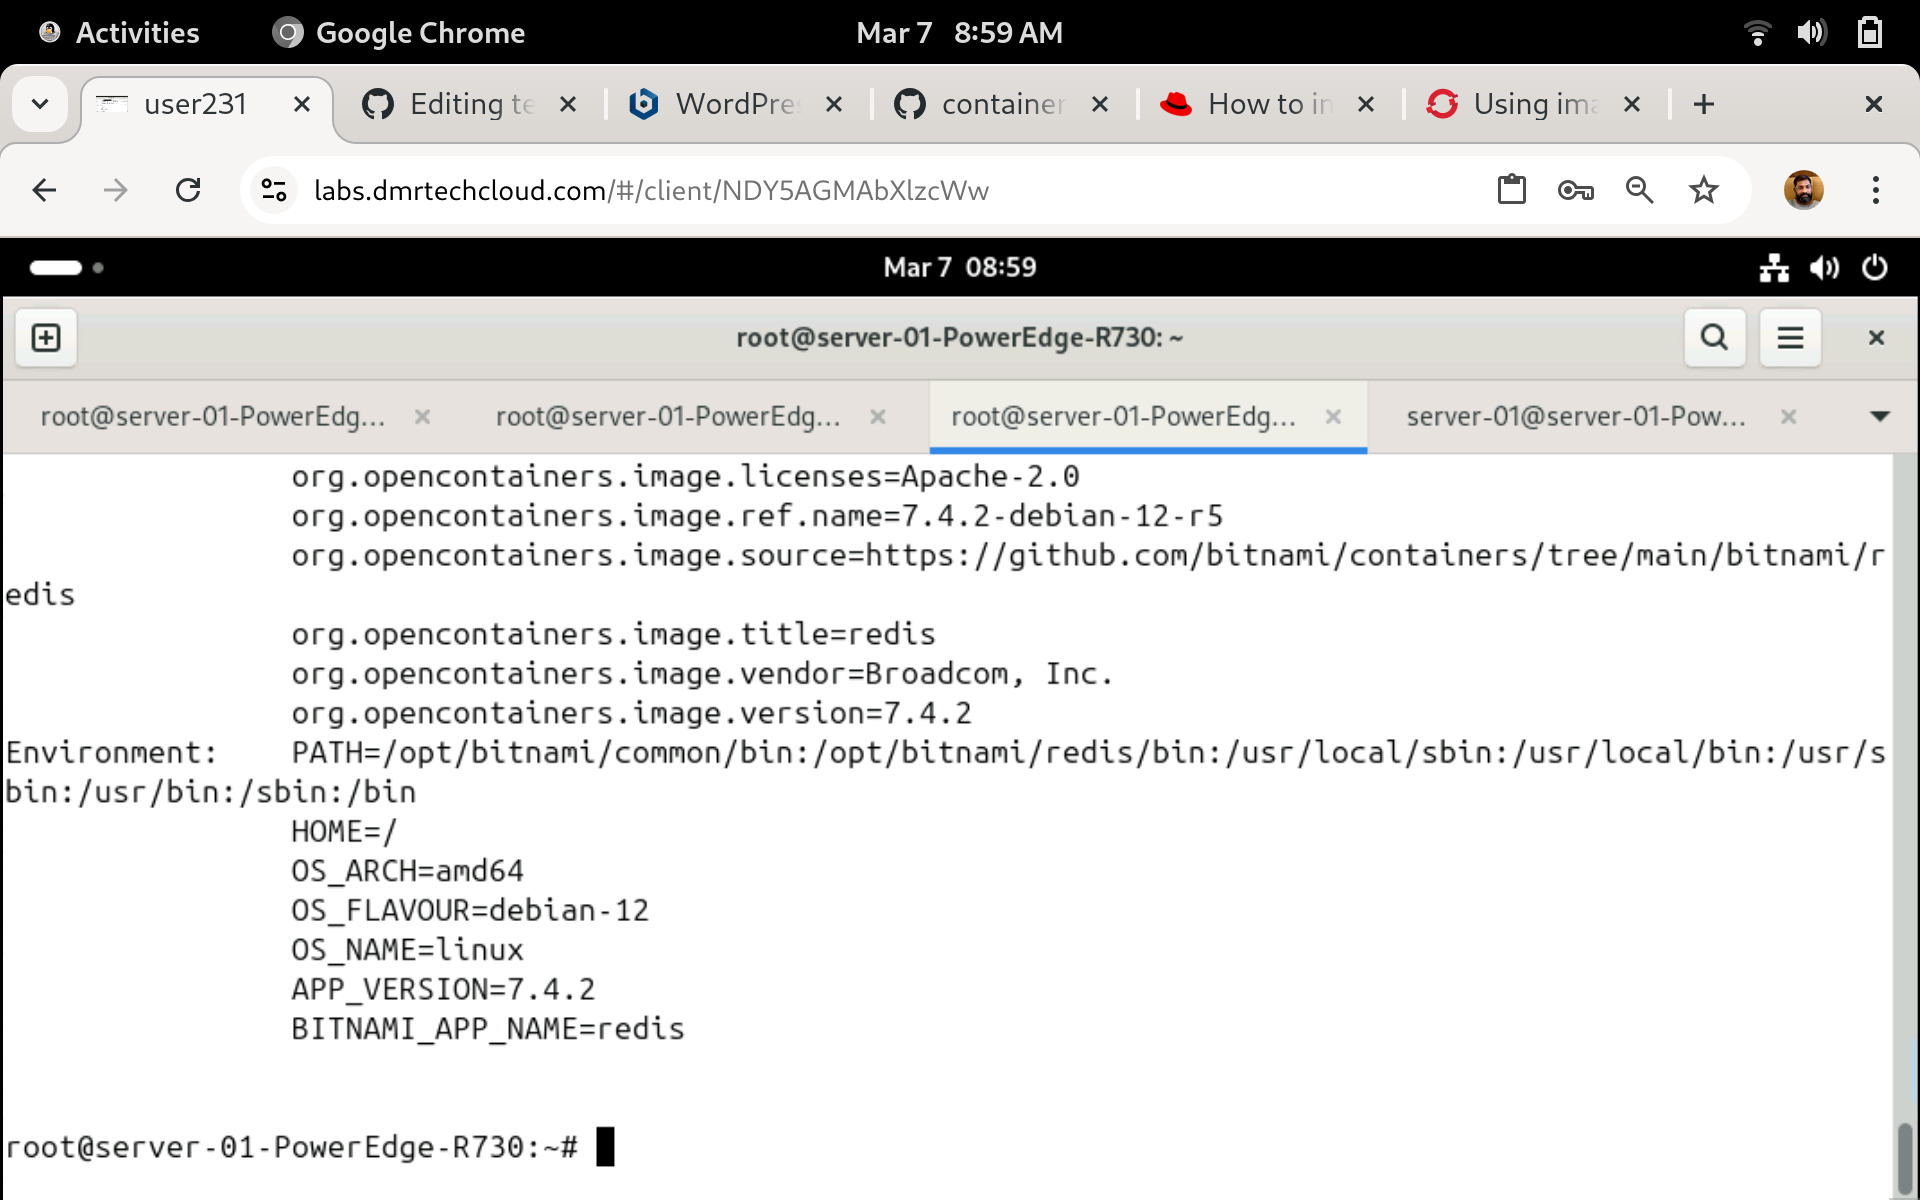 Activities
Google Chrome
Mar 7 8:59 AM
user231
Editing te
WordPres
container
How to in
Using ima
labs.dmrtechcloud.com/#/client/NDY5AGMAbXlzcWw
Mar 7 08:59
root@server-01-PowerEdge-R730: ~
root@server-01-PowerEdg...
root@server-01-PowerEdg...
root@server-01-PowerEdg...
server-01@server-01-Pow...
org.opencontainers.image.licenses=Apache-2.0
org.opencontainers.image.ref.name=7.4.2-debian-12-r5
org.opencontainers.image.source=https://github.com/bitnami/containers/tree/main/bitnami/r
edis
org.opencontainers.image.title=redis
org.opencontainers.image.vendor=Broadcom, Inc.
org.opencontainers.image.version=7.4.2
Environment: PATH=/opt/bitnami/common/bin:/opt/bitnami/redis/bin:/usr/local/sbin:/usr/local/bin:/usr/s
bin:/usr/bin:/sbin:/bin
HOME=/
OS_ARCH=amd64
OS_FLAVOUR=debian-12
OS_NAME=linux
APP_VERSION=7.4.2
BITNAMI_APP_NAME=redis
root@server-01-PowerEdge-R730:~#